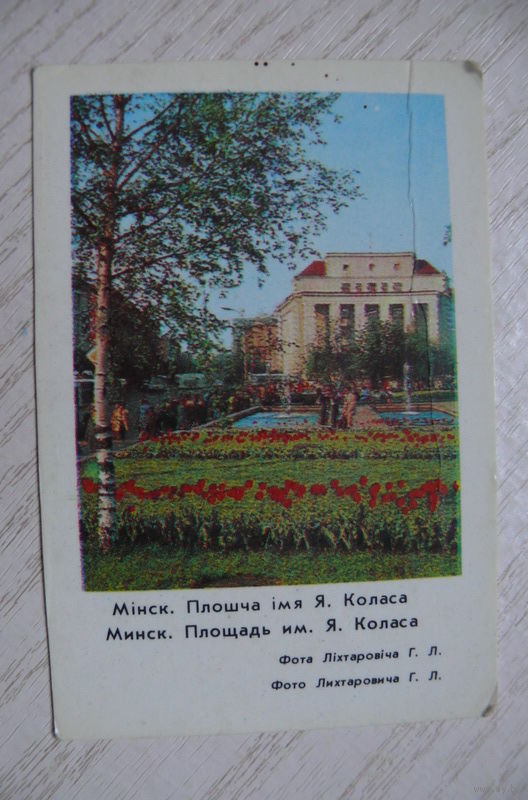 Мінск. Плошча імя Я. Коласа
Минск. Площадь им. Я. Коласа
Фота Ліхтаровіча Г. Л.
Фото Лихтаровича Г. Л.